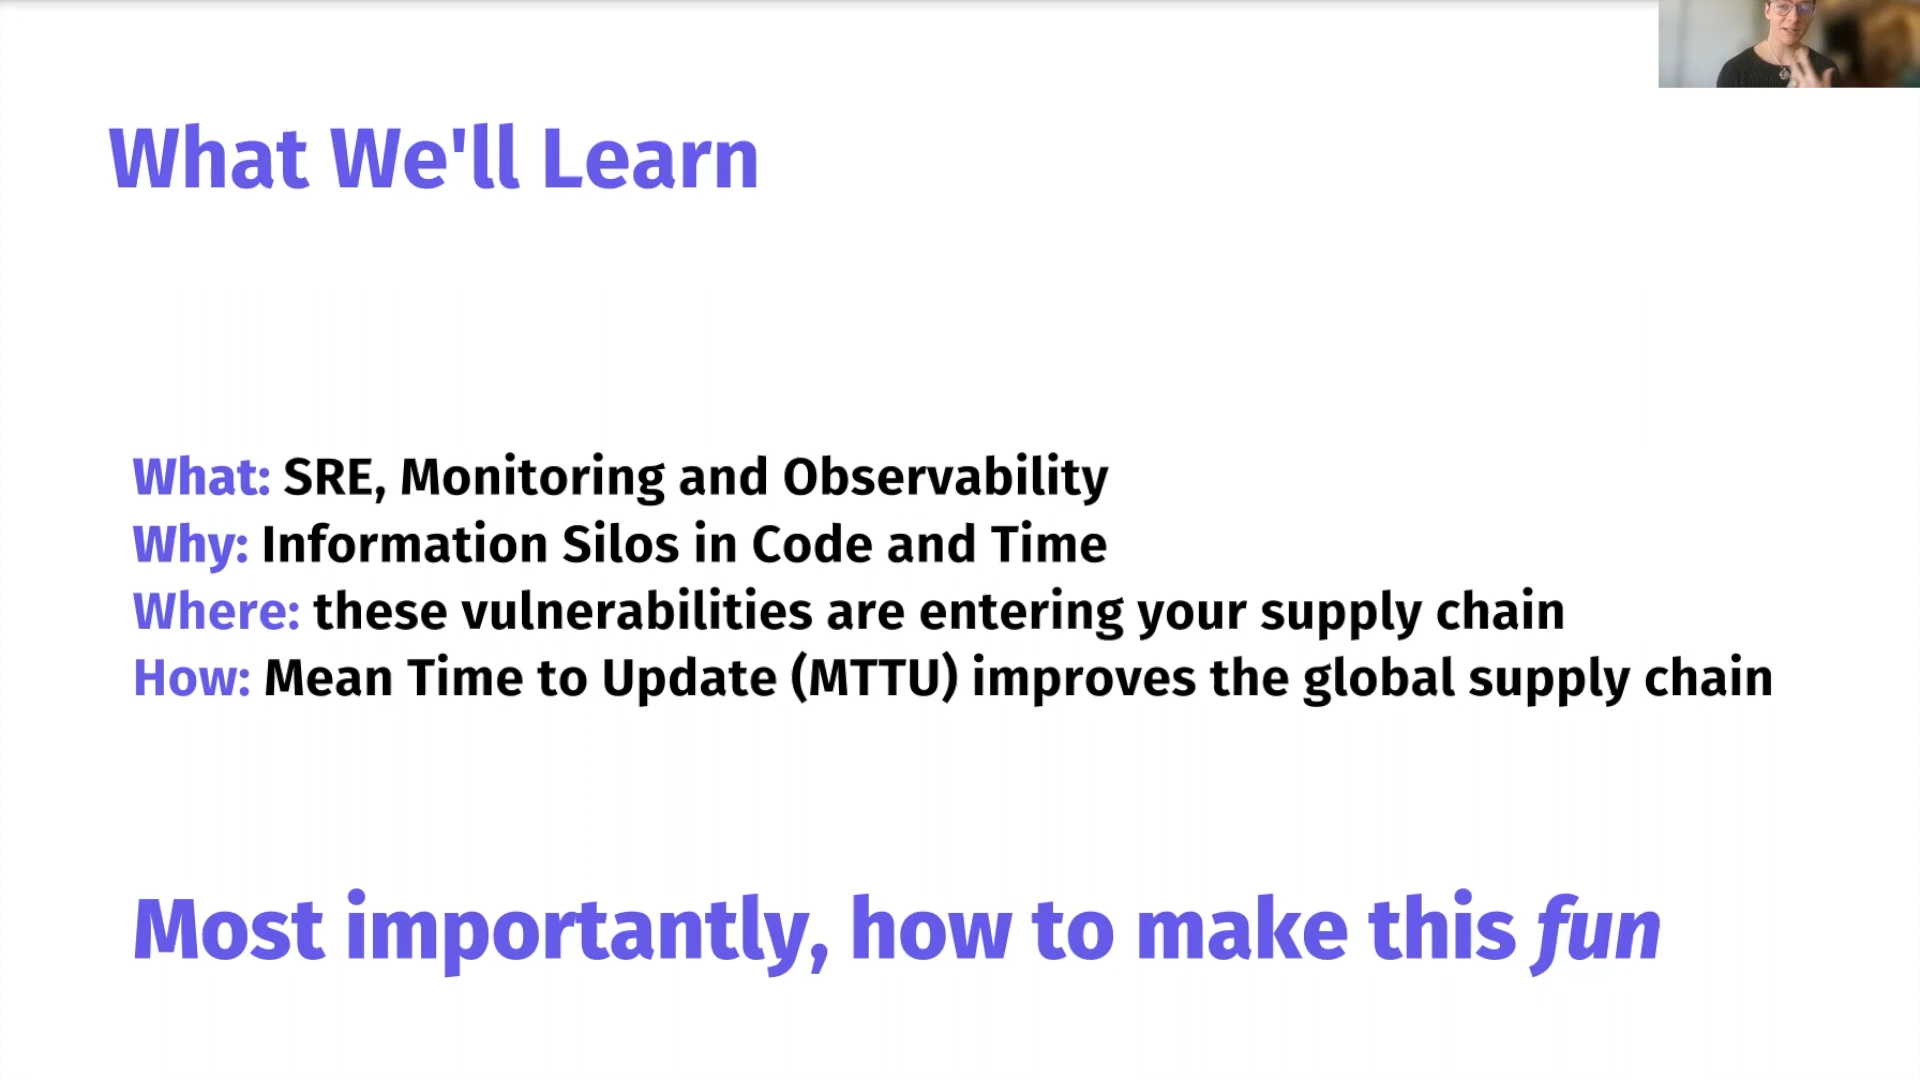 What We'll Learn
What: SRE, Monitoring and Observability
Why: Information Silos in Code and Time
Where: these vulnerabilities are entering your supply chain
How: Mean Time to Update (MTTU) improves the global supply chain
Most importantly, how to make this fun